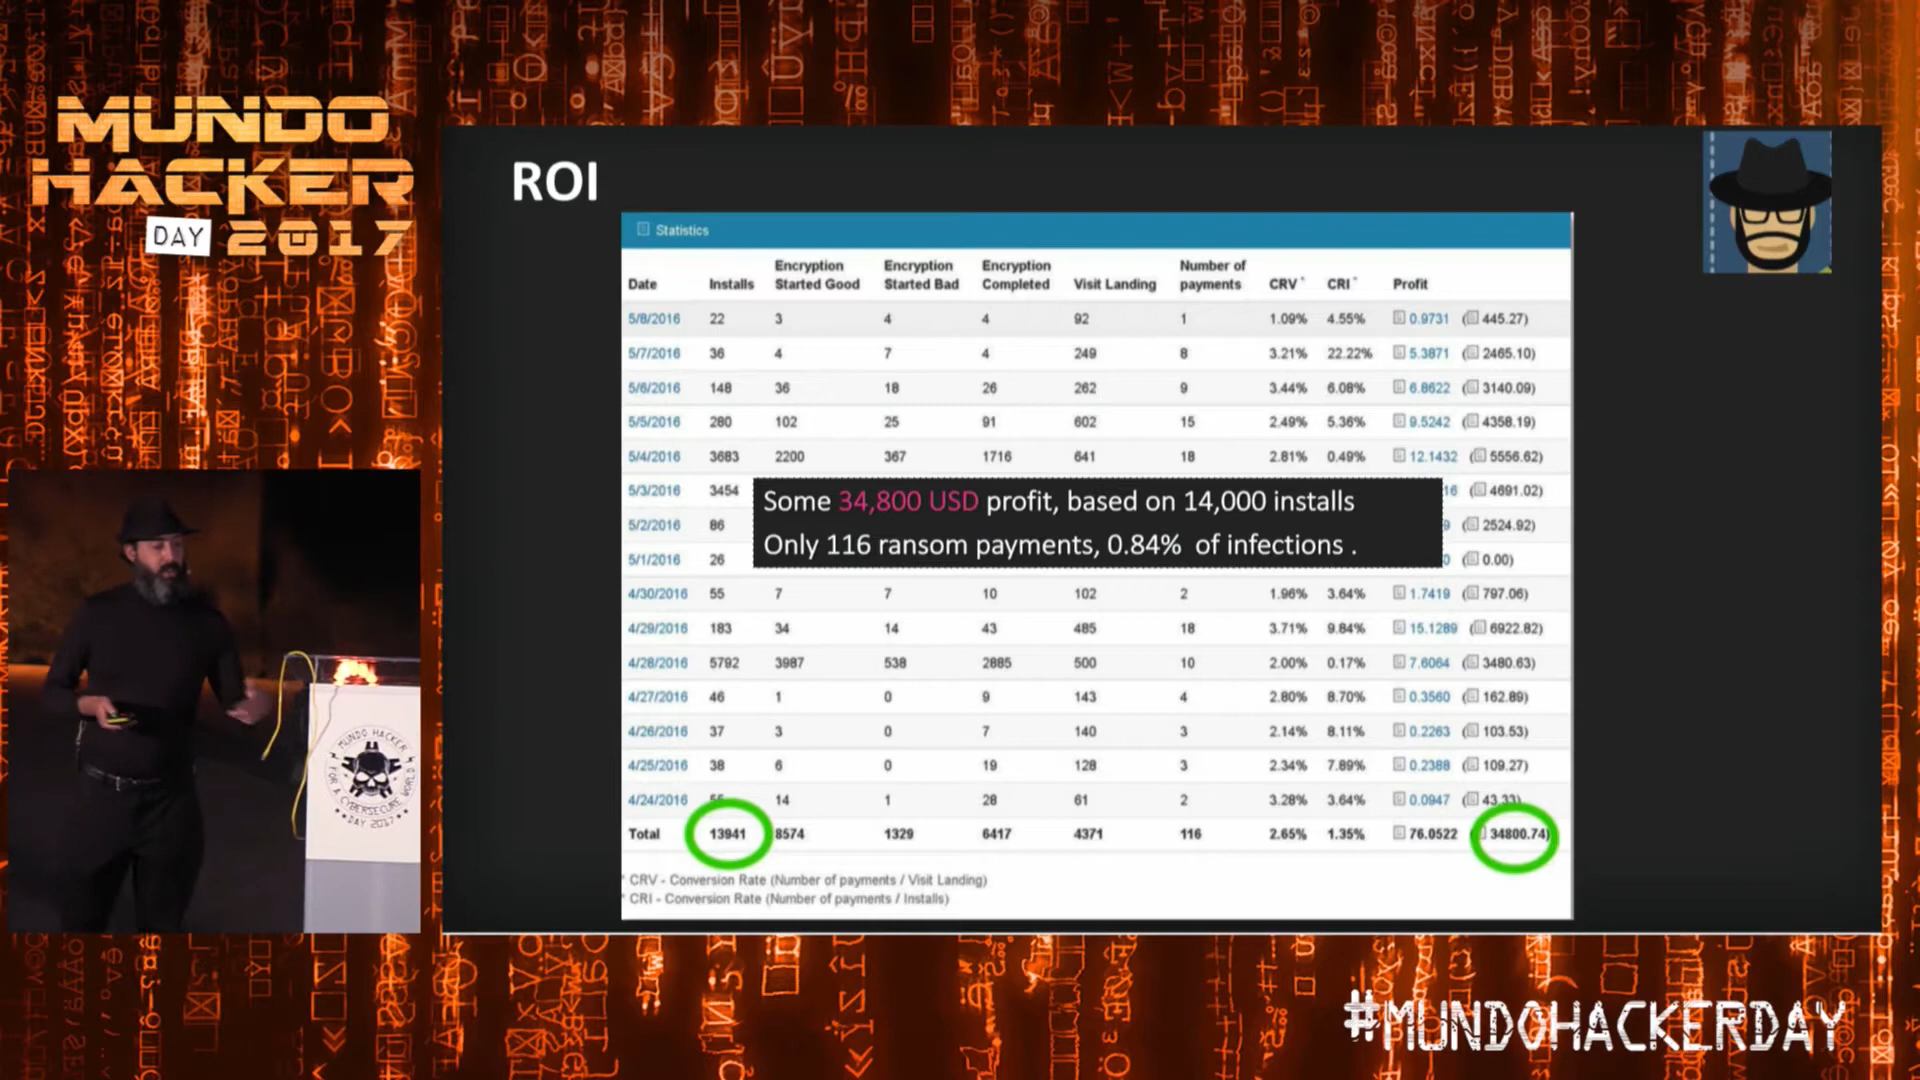 MUNDO
HACKER
DAY 2017
ROI
Statistics
Date Installs Encryption Started Good Encryption Started Bad Encryption Completed Visit Landing Number of payments CRV * CRI * Profit
5/8/2016 22 3 4 4 92 1 1.09% 4.55% 0.9731 ( 445.27)
5/7/2016 36 4 7 4 249 8 3.21% 22.22% 5.3871 ( 2465.10)
5/6/2016 148 36 18 26 262 9 3.44% 6.08% 6.8622 ( 3140.09)
5/5/2016 280 102 25 91 602 15 2.49% 5.36% 9.5242 ( 4358.19)
5/4/2016 3683 2200 367 1716 641 18 2.81% 0.49% 12.1432 ( 5556.62)
5/3/2016 3454 16 ( 4691.02)
Some 34,800 USD profit, based on 14,000 installs
5/2/2016 86 9 ( 2524.92)
Only 116 ransom payments, 0.84% of infections .
5/1/2016 26 0 ( 0.00)
4/30/2016 55 7 7 10 102 2 1.96% 3.64% 1.7419 ( 797.06)
4/29/2016 183 34 14 43 485 18 3.71% 9.84% 15.1289 ( 6922.82)
4/28/2016 5792 3987 538 2885 500 10 2.00% 0.17% 7.6064 ( 3480.63)
4/27/2016 46 1 0 9 143 4 2.80% 8.70% 0.3560 ( 162.89)
4/26/2016 37 3 0 7 140 3 2.14% 8.11% 0.2263 ( 103.53)
4/25/2016 38 6 0 19 128 3 2.34% 7.89% 0.2388 ( 109.27)
4/24/2016 55 14 1 28 61 2 3.28% 3.64% 0.0947 ( 43.33)
Total 13941 8574 1329 6417 4371 116 2.65% 1.35% 76.0522 34800.74)
* CRV - Conversion Rate (Number of payments / Visit Landing)
* CRI - Conversion Rate (Number of payments / Installs)
MUNDO HACKER
FOR A CYBERSECURE WORLD
DAY 2017
#MUNDOHACKERDAY